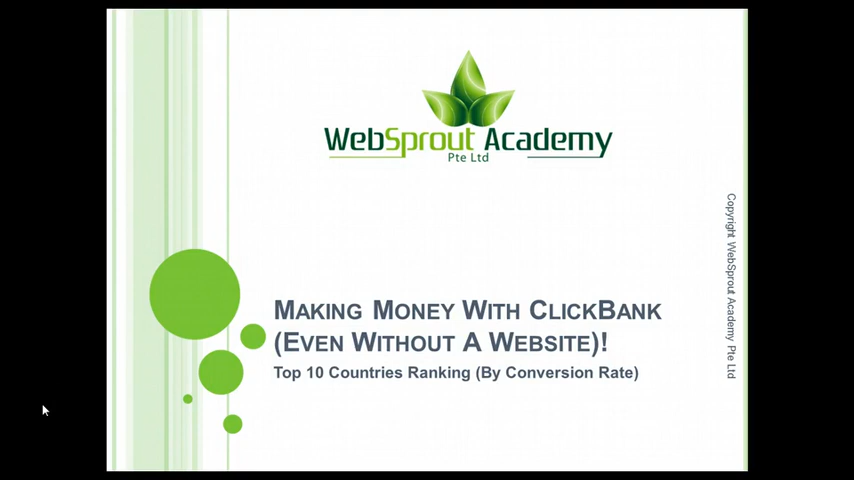 WebSprout Academy
Pte Ltd
MAKING MONEY WITH CLICKBANK
(EVEN WITHOUT A WEBSITE)!
Top 10 Countries Ranking (By Conversion Rate)
Copyright WebSprout Academy Pte Ltd